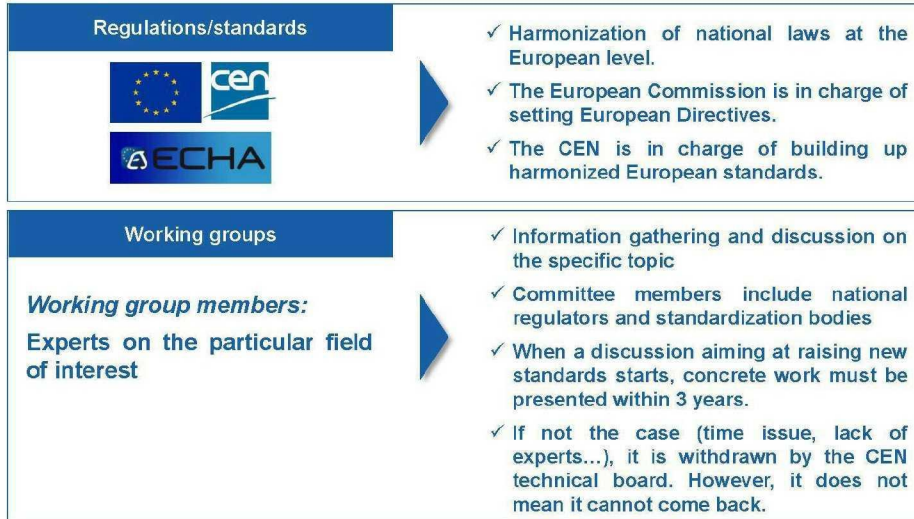 Regulations/standards
cen
ECHA
✓ Harmonization of national laws at the
European level.
✓ The European Commission is in charge of
setting European Directives.
✓ The CEN is in charge of building up
harmonized European standards.
Working groups
Working group members:
Experts on the particular field
of interest
✓ Information gathering and discussion on
the specific topic
✓ Committee members include national
regulators and standardization bodies
✓ When a discussion aiming at raising new
standards starts, concrete work must be
presented within 3 years.
✓ If not the case (time issue, lack of
experts…), it is withdrawn by the CEN
technical board. However, it does not
mean it cannot come back.